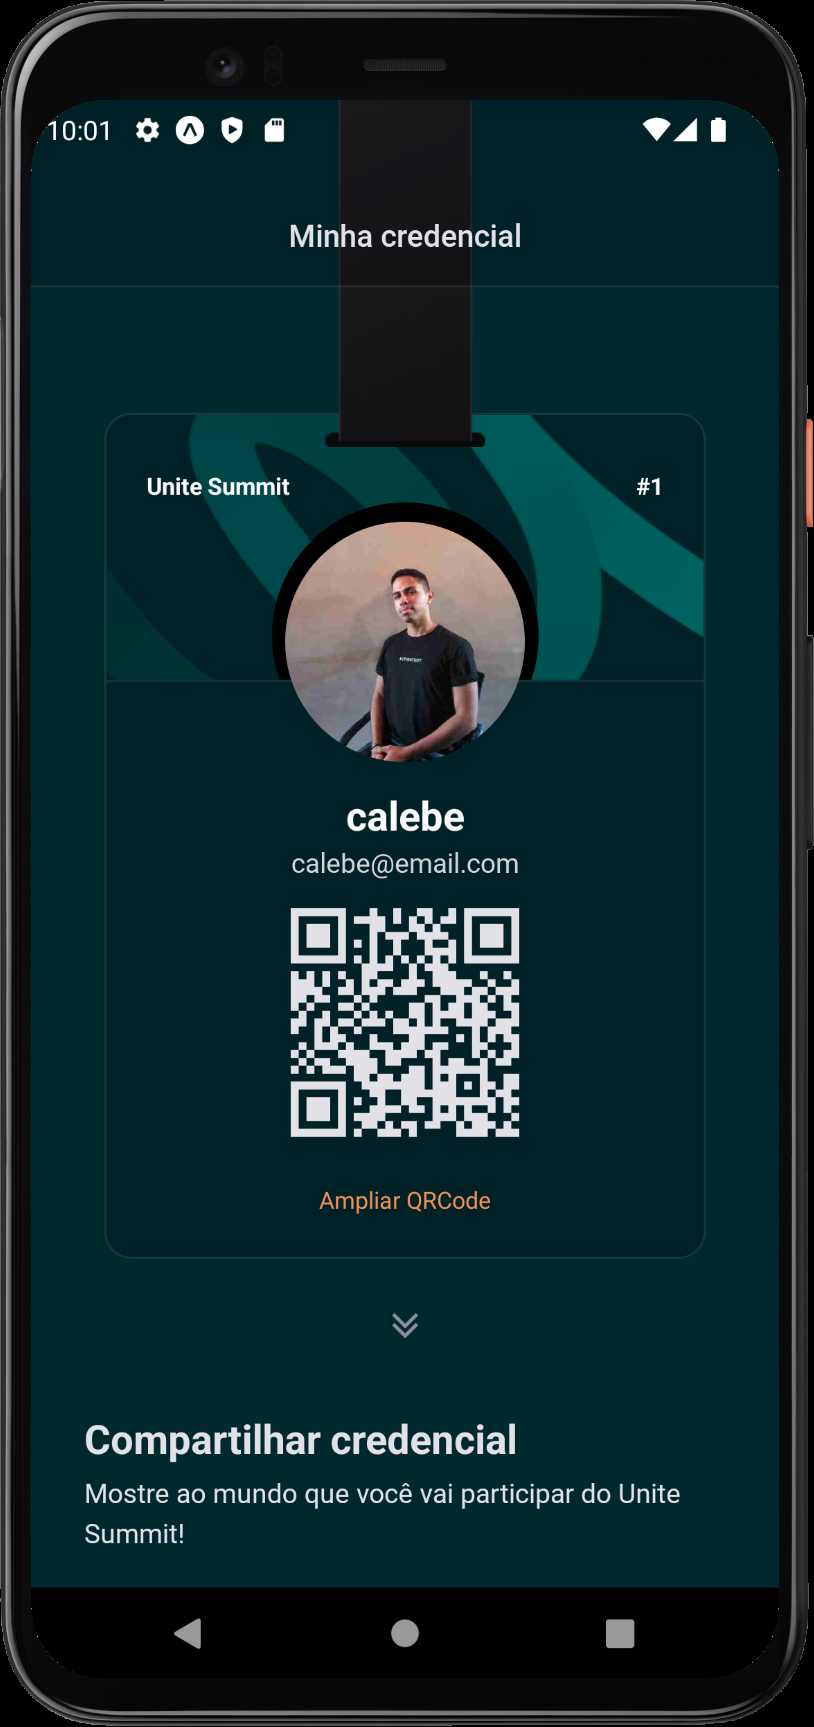 10:01
Minha credencial
Unite Summit
#1
calebe
calebe@email.com
Ampliar QRCode
Compartilhar credencial
Mostre ao mundo que você vai participar do Unite
Summit!